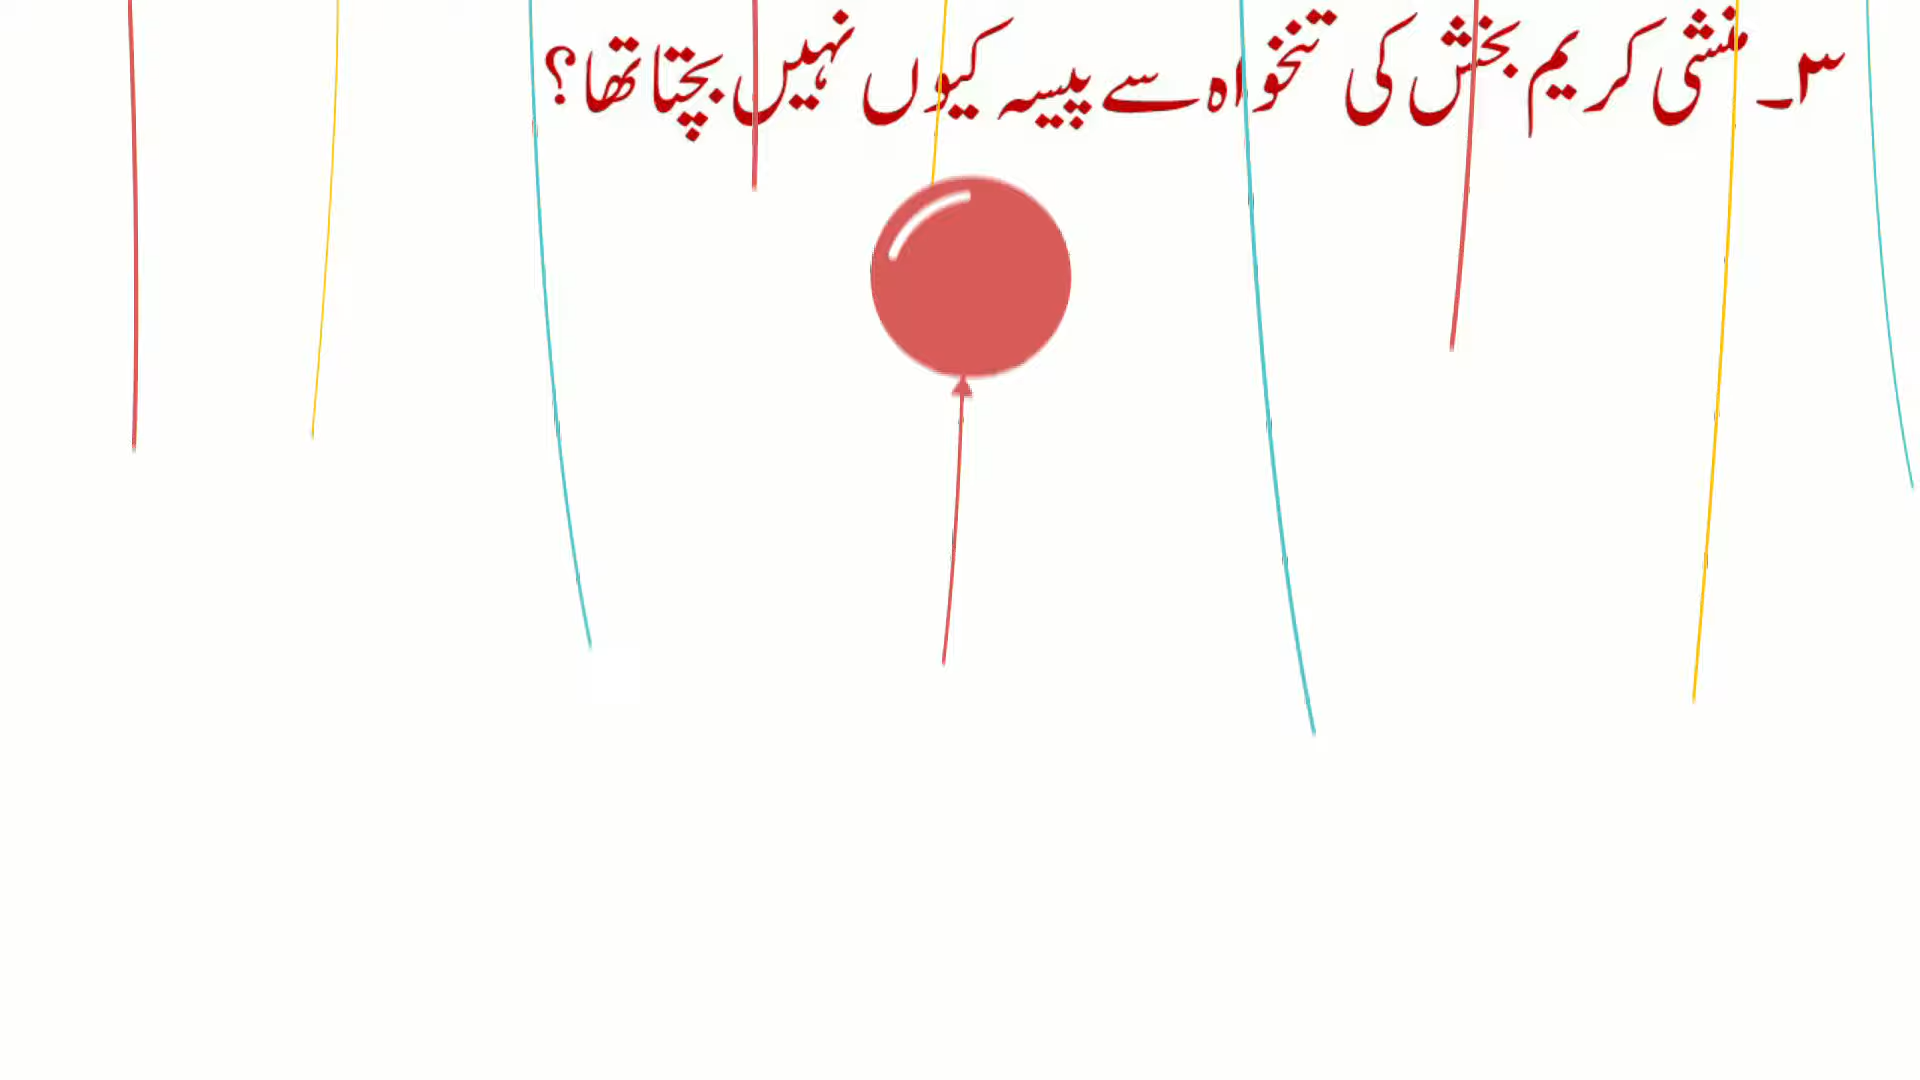 ۳۔ منشی کریم بخش کی تنخواہ سے پیسہ کیوں نہیں بچتا تھا؟